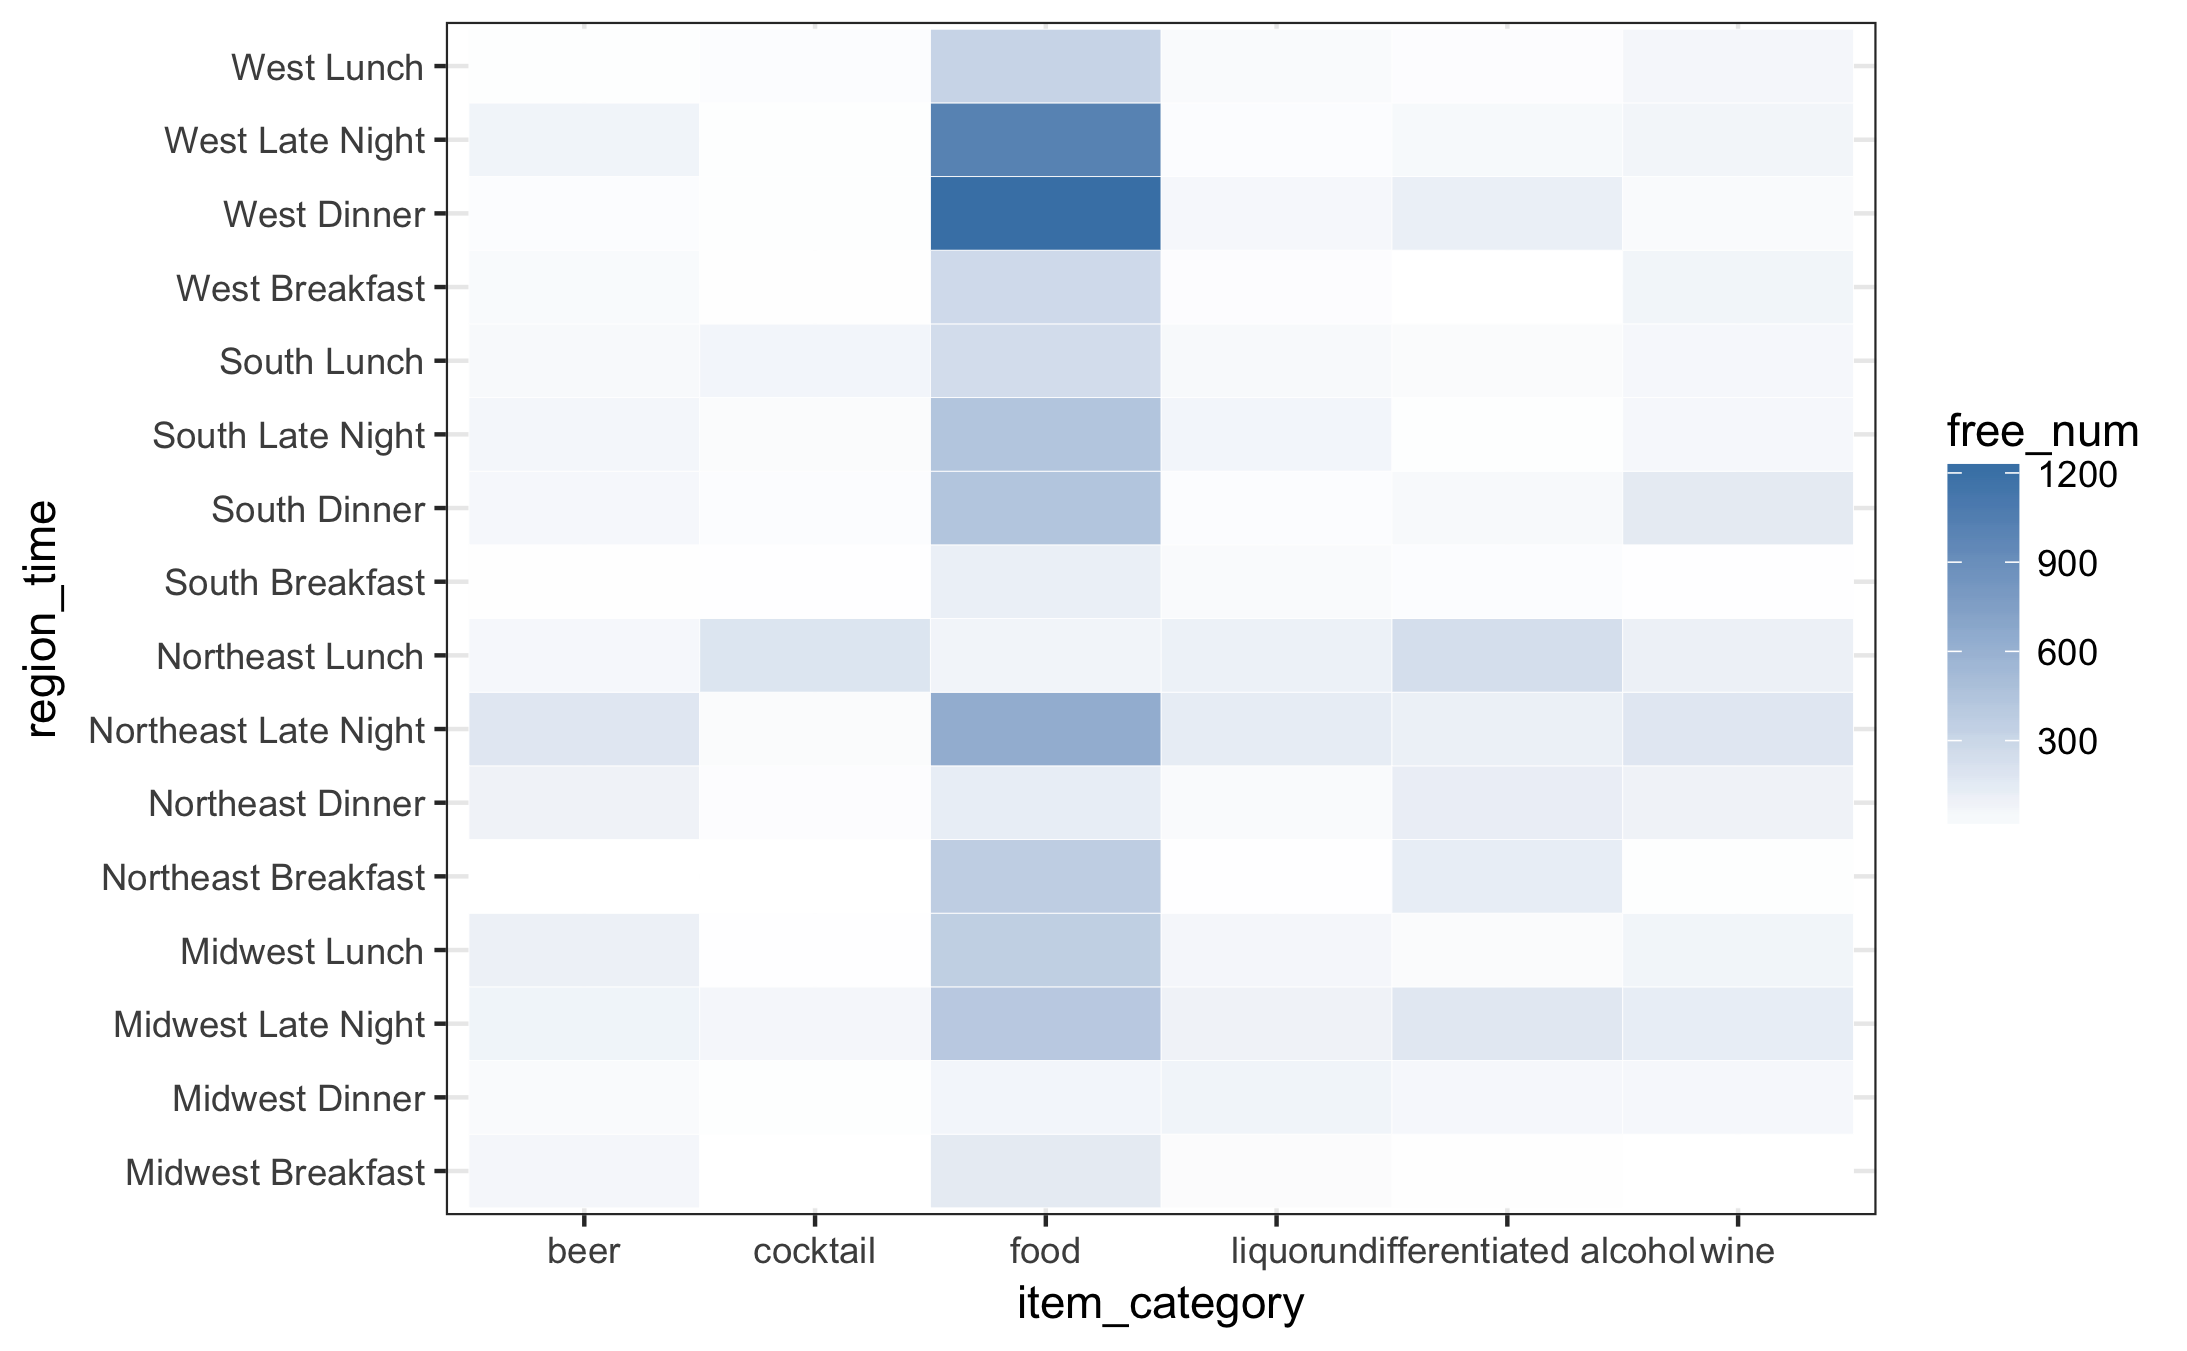 region_time
West Lunch
West Late Night
West Dinner
West Breakfast
South Lunch
South Late Night
South Dinner
South Breakfast
Northeast Lunch
Northeast Late Night
Northeast Dinner
Northeast Breakfast
Midwest Lunch
Midwest Late Night
Midwest Dinner
Midwest Breakfast
beer cocktail food liquor undifferentiated alcohol wine
item_category
free_num
1200
900
600
300